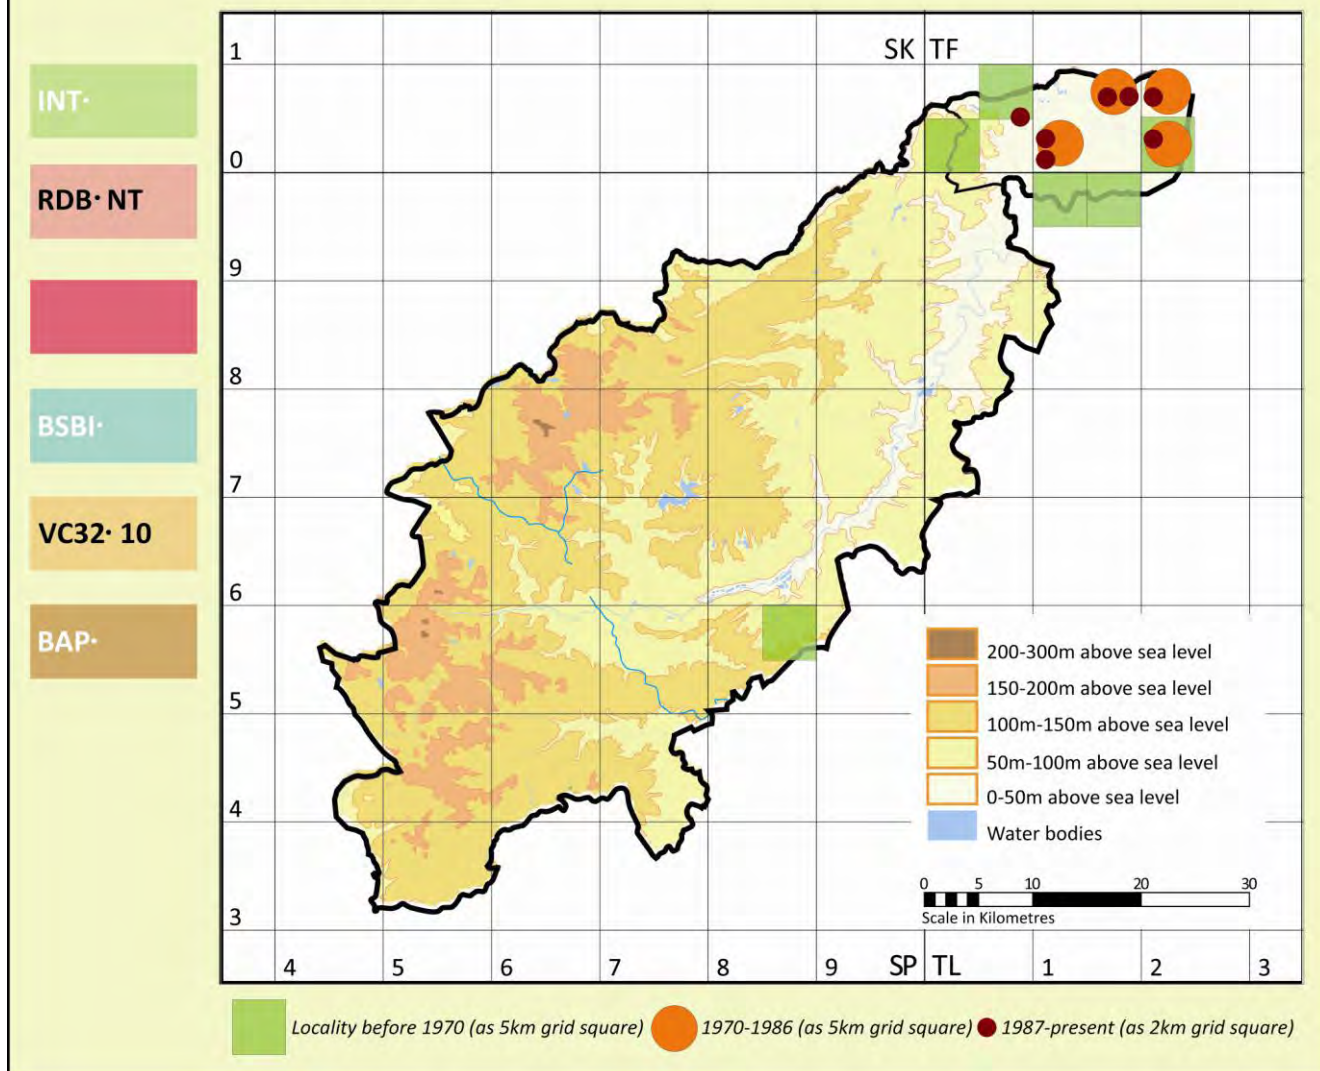 INT·
RDB· NT
BSBI·
VC32· 10
BAP·
SK TF
1
0
9
8
7
6
5
4
3
4 5 6 7 8 9 SP TL 1 2 3
200-300m above sea level
150-200m above sea level
100m-150m above sea level
50m-100m above sea level
0-50m above sea level
Water bodies
0 5 10 20 30
Scale in Kilometres
Locality before 1970 (as 5km grid square) 1970-1986 (as 5km grid square) 1987-present (as 2km grid square)